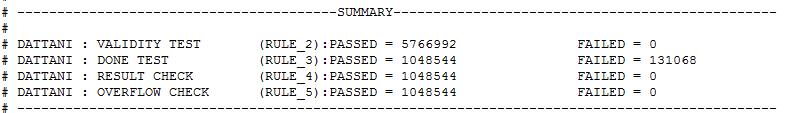 # ----------------------------------------SUMMARY------------------------------------------------
#
# DATTANI : VALIDITY TEST (RULE_2):PASSED = 5766992 FAILED = 0
# DATTANI : DONE TEST (RULE_3):PASSED = 1048544 FAILED = 131068
# DATTANI : RESULT CHECK (RULE_4):PASSED = 1048544 FAILED = 0
# DATTANI : OVERFLOW CHECK (RULE_5):PASSED = 1048544 FAILED = 0
# -----------------------------------------------------------------------------------------------